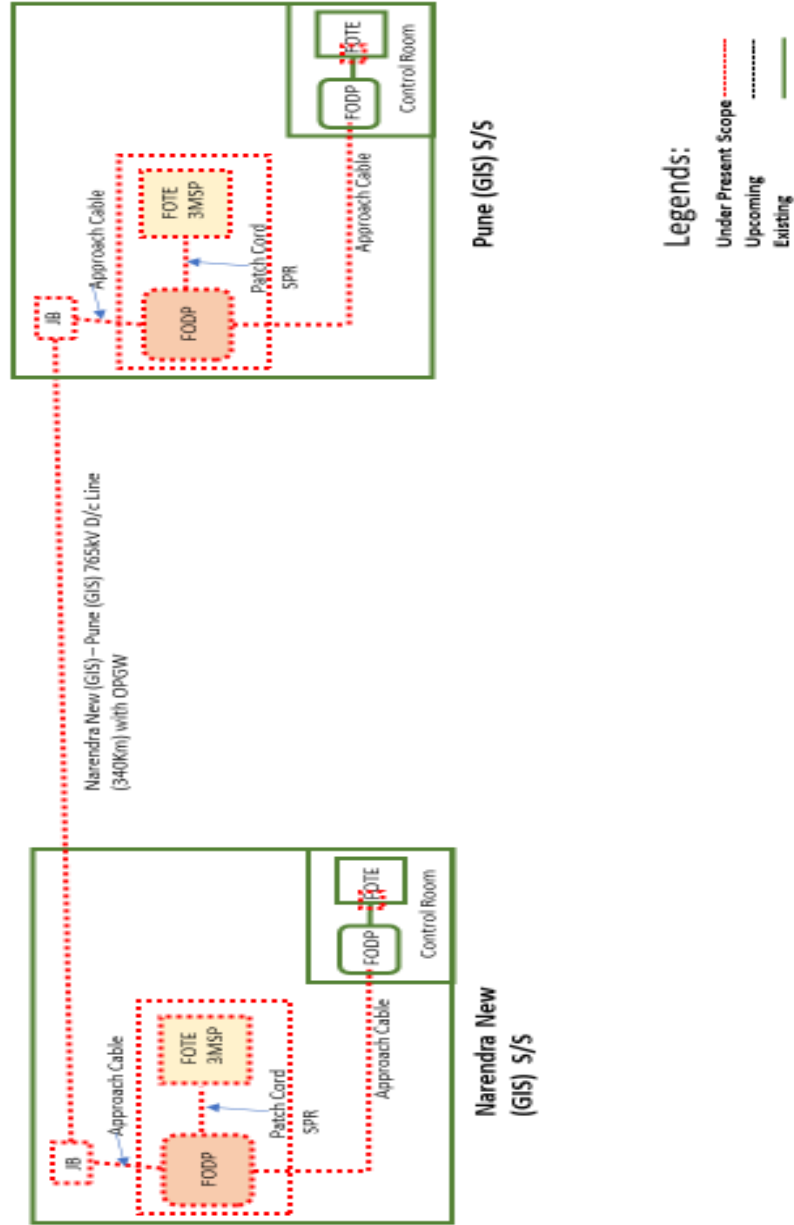 JB
Approach Cable
FODP
FOTE
3MSP
Patch Cord
SPR
Approach Cable
FODP
FOTE
Control Room
Narendra New
(GIS) S/S
Narendra New (GIS) – Pune (GIS) 765kV D/c Line
(340Km) with OPGW
JB
Approach Cable
FODP
FOTE
3MSP
Patch Cord
SPR
Approach Cable
FODP
FOTE
Control Room
Pune (GIS) S/S
Legends:
Under Present Scope
Upcoming
Existing